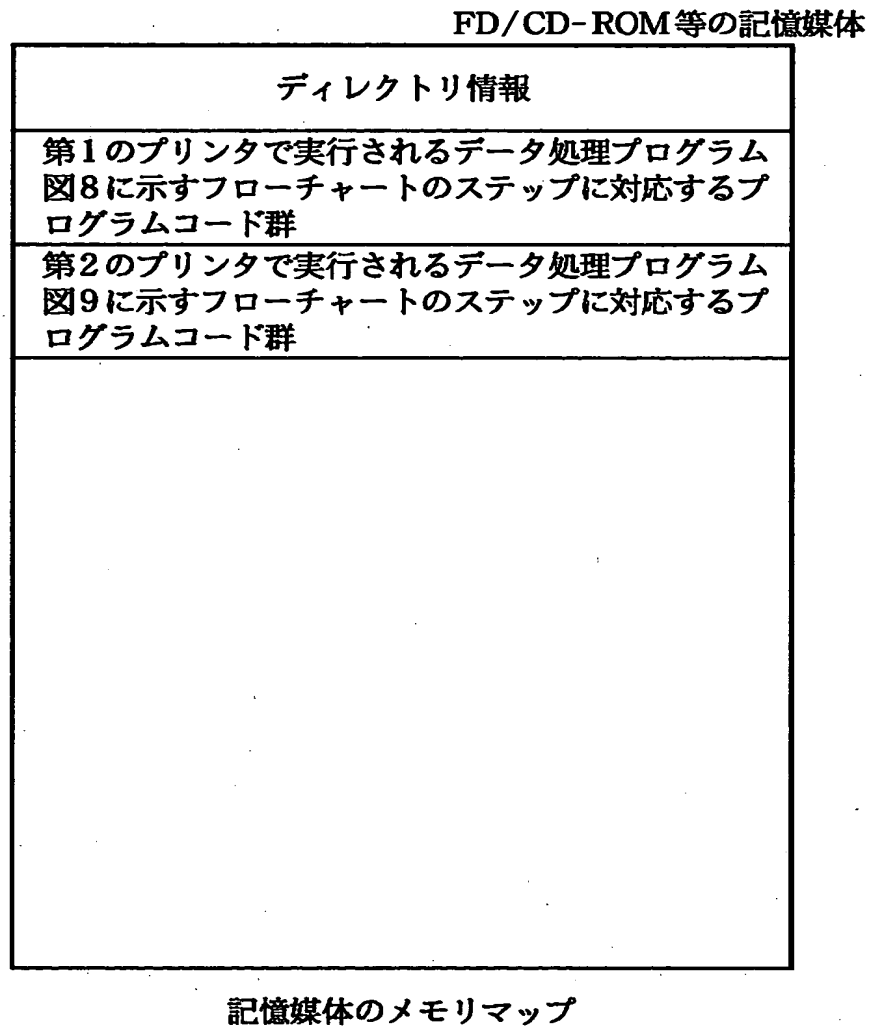 FD/CD-ROM等の記憶媒体
ディレクトリ情報
第1のプリンタで実行されるデータ処理プログラム
図8に示すフローチャートのステップに対応するプ
ログラムコード群
第2のプリンタで実行されるデータ処理プログラム
図9に示すフローチャートのステップに対応するプ
ログラムコード群
記憶媒体のメモリマップ